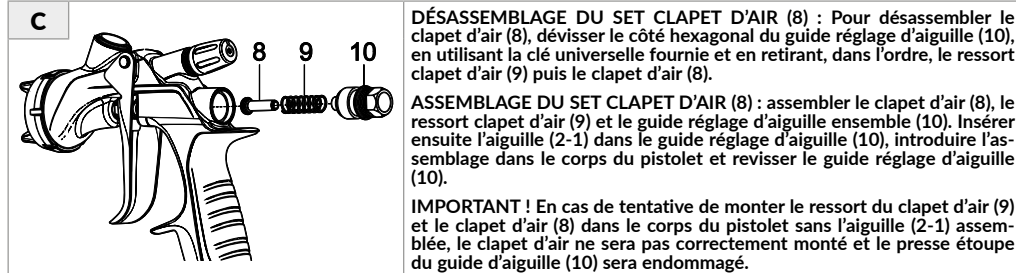 C
8 9 10
DÉSASSEMBLAGE DU SET CLAPET D’AIR (8) : Pour désassembler le
clapet d’air (8), dévisser le côté hexagonal du guide réglage d’aiguille (10),
en utilisant la clé universelle fournie et en retirant, dans l’ordre, le ressort
clapet d’air (9) puis le clapet d’air (8).
ASSEMBLAGE DU SET CLAPET D’AIR (8) : assembler le clapet d’air (8), le
ressort clapet d’air (9) et le guide réglage d’aiguille ensemble (10). Insérer
ensuite l’aiguille (2-1) dans le guide réglage d’aiguille (10), introduire l’as-
semblage dans le corps du pistolet et revisser le guide réglage d’aiguille
(10).
IMPORTANT ! En cas de tentative de monter le ressort du clapet d’air (9)
et le clapet d’air (8) dans le corps du pistolet sans l’aiguille (2-1) assem-
blée, le clapet d’air ne sera pas correctement monté et le presse étoupe
du guide d’aiguille (10) sera endommagé.